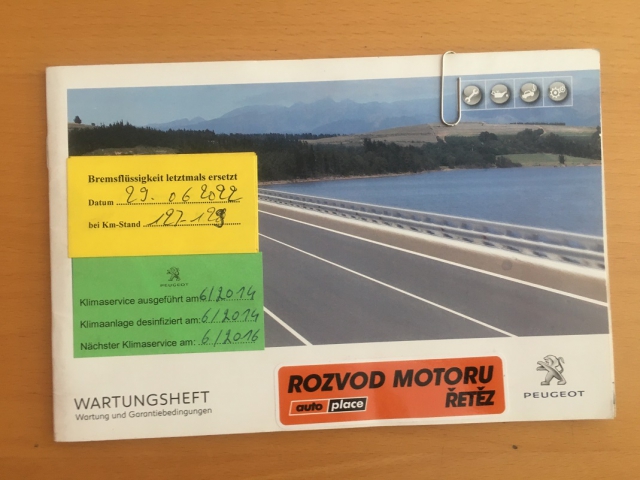 Bremsflüssigkeit letztmals ersetzt
Datum 29. 06 2022
bei Km-Stand 127-129
PEUGEOT
Klimaservice ausgeführt am: 6/2014
Klimaanlage desinfiziert am: 6/2014
Nächster Klimaservice am: 6/2016
WARTUNGSHEFT
Wartung und Garantiebedingungen
ROZVOD MOTORU
auto place ŘETĚZ
PEUGEOT